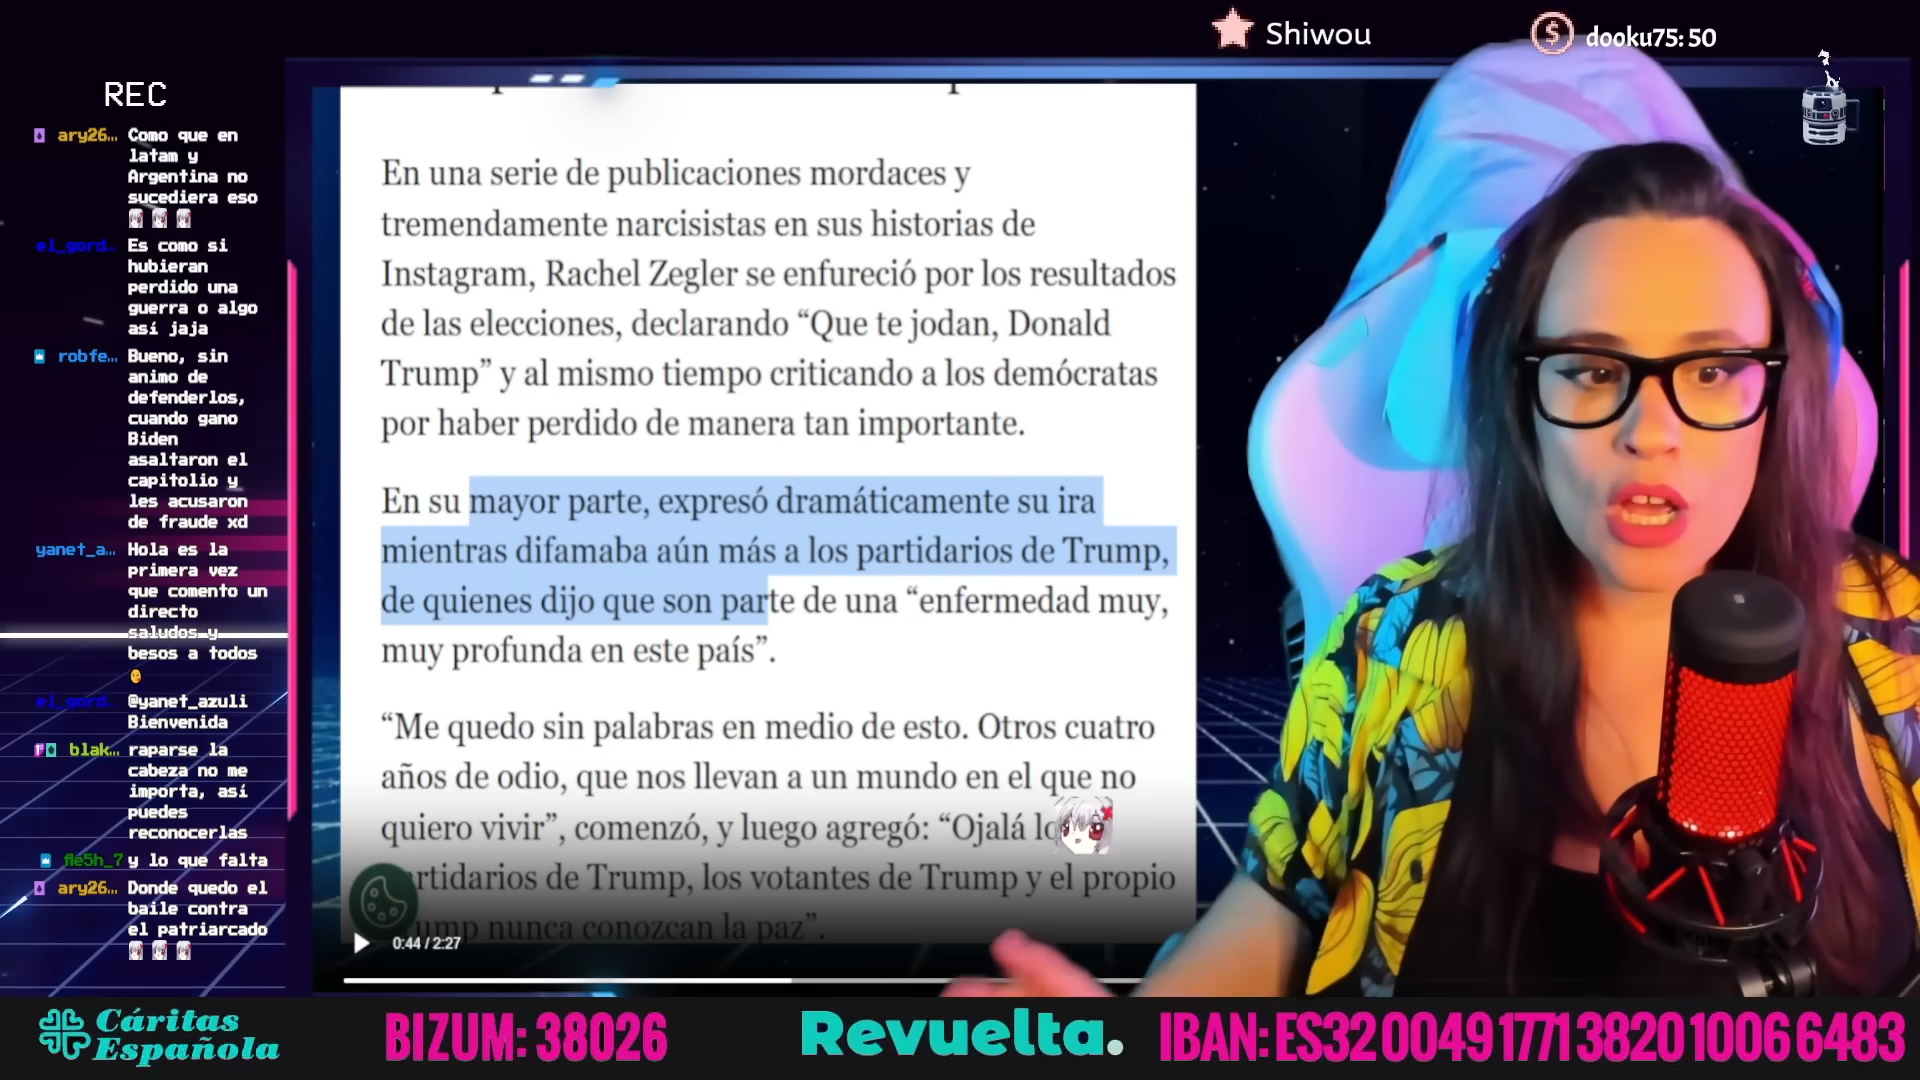 Shiwou
dooku75: 50
REC
ary26… Como que en
latam y
Argentina no
sucediera eso
el_gord… Es como si
hubieran
perdido una
guerra o algo
así jaja
robfe… Bueno, sin
animo de
defenderlos,
cuando gano
Biden
asaltaron el
capitolio y
les acusaron
de fraude xd
yanet_a… Hola es la
primera vez
que comento un
directo
saludos y
besos a todos
el_gord… @yanet_azuli
Bienvenida
blak… raparse la
cabeza no me
importa, así
puedes
reconocerlas
fle5h_7 y lo que falta
ary26… Donde quedo el
baile contra
el patriarcado
En una serie de publicaciones mordaces y
tremendamente narcisistas en sus historias de
Instagram, Rachel Zegler se enfureció por los resultados
de las elecciones, declarando “Que te jodan, Donald
Trump” y al mismo tiempo criticando a los demócratas
por haber perdido de manera tan importante.
En su mayor parte, expresó dramáticamente su ira
mientras difamaba aún más a los partidarios de Trump,
de quienes dijo que son parte de una “enfermedad muy,
muy profunda en este país”.
“Me quedo sin palabras en medio de esto. Otros cuatro
años de odio, que nos llevan a un mundo en el que no
quiero vivir”, comenzó, y luego agregó: “Ojalá
partidarios de Trump, los votantes de Trump y el propio
Trump nunca conozcan la paz”.
0:44 / 2:27
Cáritas
Española
BIZUM: 38026
Revuelta.
IBAN: ES32 0049 1771 3820 1006 6483